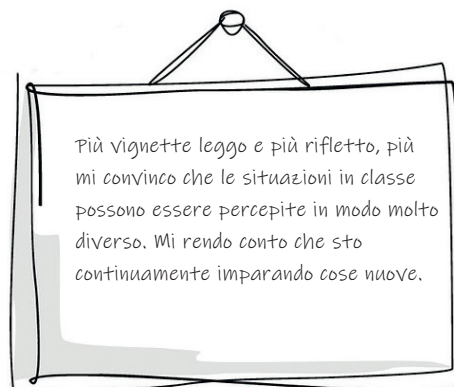 Più vignette leggo e più rifletto, più
mi convinco che le situazioni in classe
possono essere percepite in modo molto
diverso. Mi rendo conto che sto
continuamente imparando cose nuove.